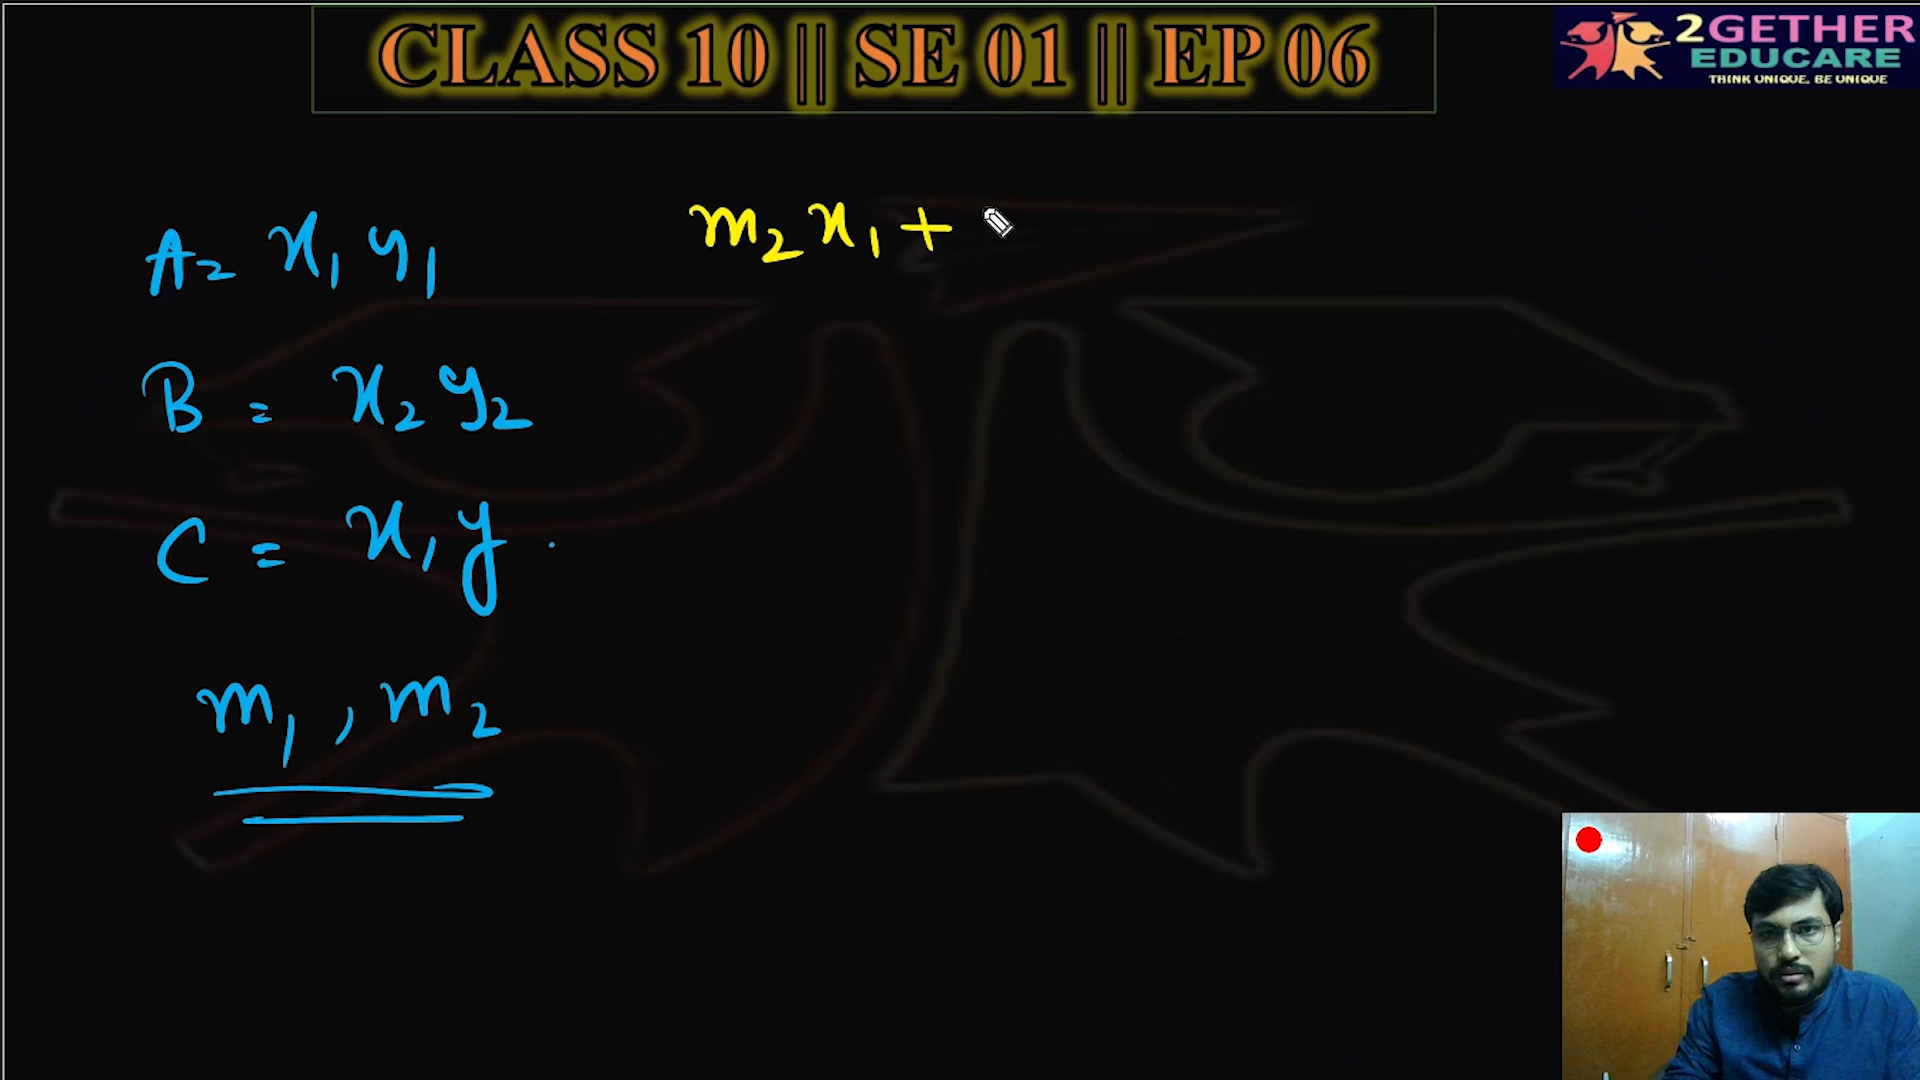 CLASS 10 || SE 01 || EP 06
2GETHER
EDUCARE
THINK UNIQUE. BE UNIQUE
A= x₁ y₁
m₂x₁ +
B = x₂ y₂
C = x, y .
m₁, m₂